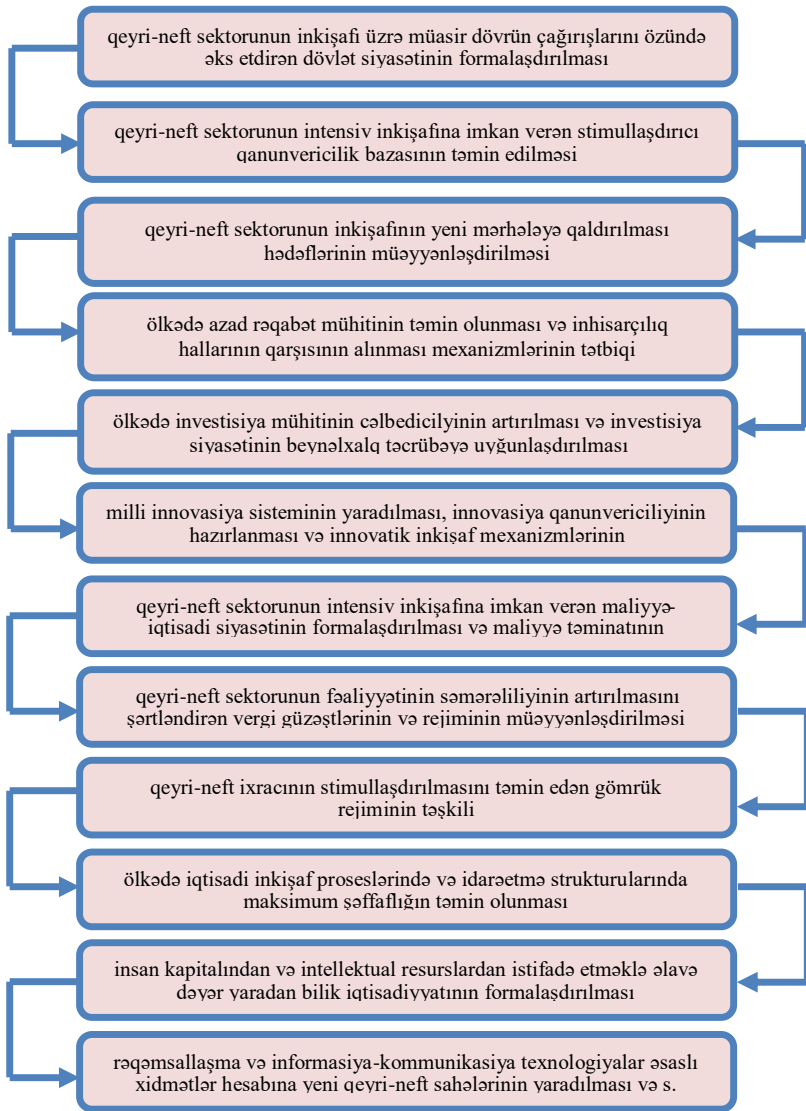 qeyri-neft sektorunun inkişafı üzrə müasir dövrün çağırışlarını özündə
əks etdirən dövlət siyasətinin formalaşdırılması
qeyri-neft sektorunun intensiv inkişafına imkan verən stimullaşdırıcı
qanunvericilik bazasının təmin edilməsi
qeyri-neft sektorunun inkişafının yeni mərhələyə qaldırılması
hədəflərinin müəyyənləşdirilməsi
ölkədə azad rəqabət mühitinin təmin olunması və inhisarçılıq
hallarının qarşısının alınması mexanizmlərinin tətbiqi
ölkədə investisiya mühitinin cəlbedicilyinin artırılması və investisiya
siyasətinin beynəlxalq təcrübəyə uyğunlaşdırılması
milli innovasiya sisteminin yaradılması, innovasiya qanunvericiliyinin
hazırlanması və innovatik inkişaf mexanizmlərinin
qeyri-neft sektorunun intensiv inkişafına imkan verən maliyyə-
iqtisadi siyasətinin formalaşdırılması və maliyyə təminatının
qeyri-neft sektorunun fəaliyyətinin səmərəliliyinin artırılmasını
şərtləndirən vergi güzəştlərinin və rejiminin müəyyənləşdirilməsi
qeyri-neft ixracının stimullaşdırılmasını təmin edən gömrük
rejiminin təşkili
ölkədə iqtisadi inkişaf proseslərində və idarəetmə strukturularında
maksimum şəffaflığın təmin olunması
insan kapitalından və intellektual resurslardan istifadə etməklə əlavə
dəyər yaradan bilik iqtisadiyyatının formalaşdırılması
rəqəmsallaşma və informasiya-kommunikasiya texnologiyalar əsaslı
xidmətlər hesabına yeni qeyri-neft sahələrinin yaradılması və s.